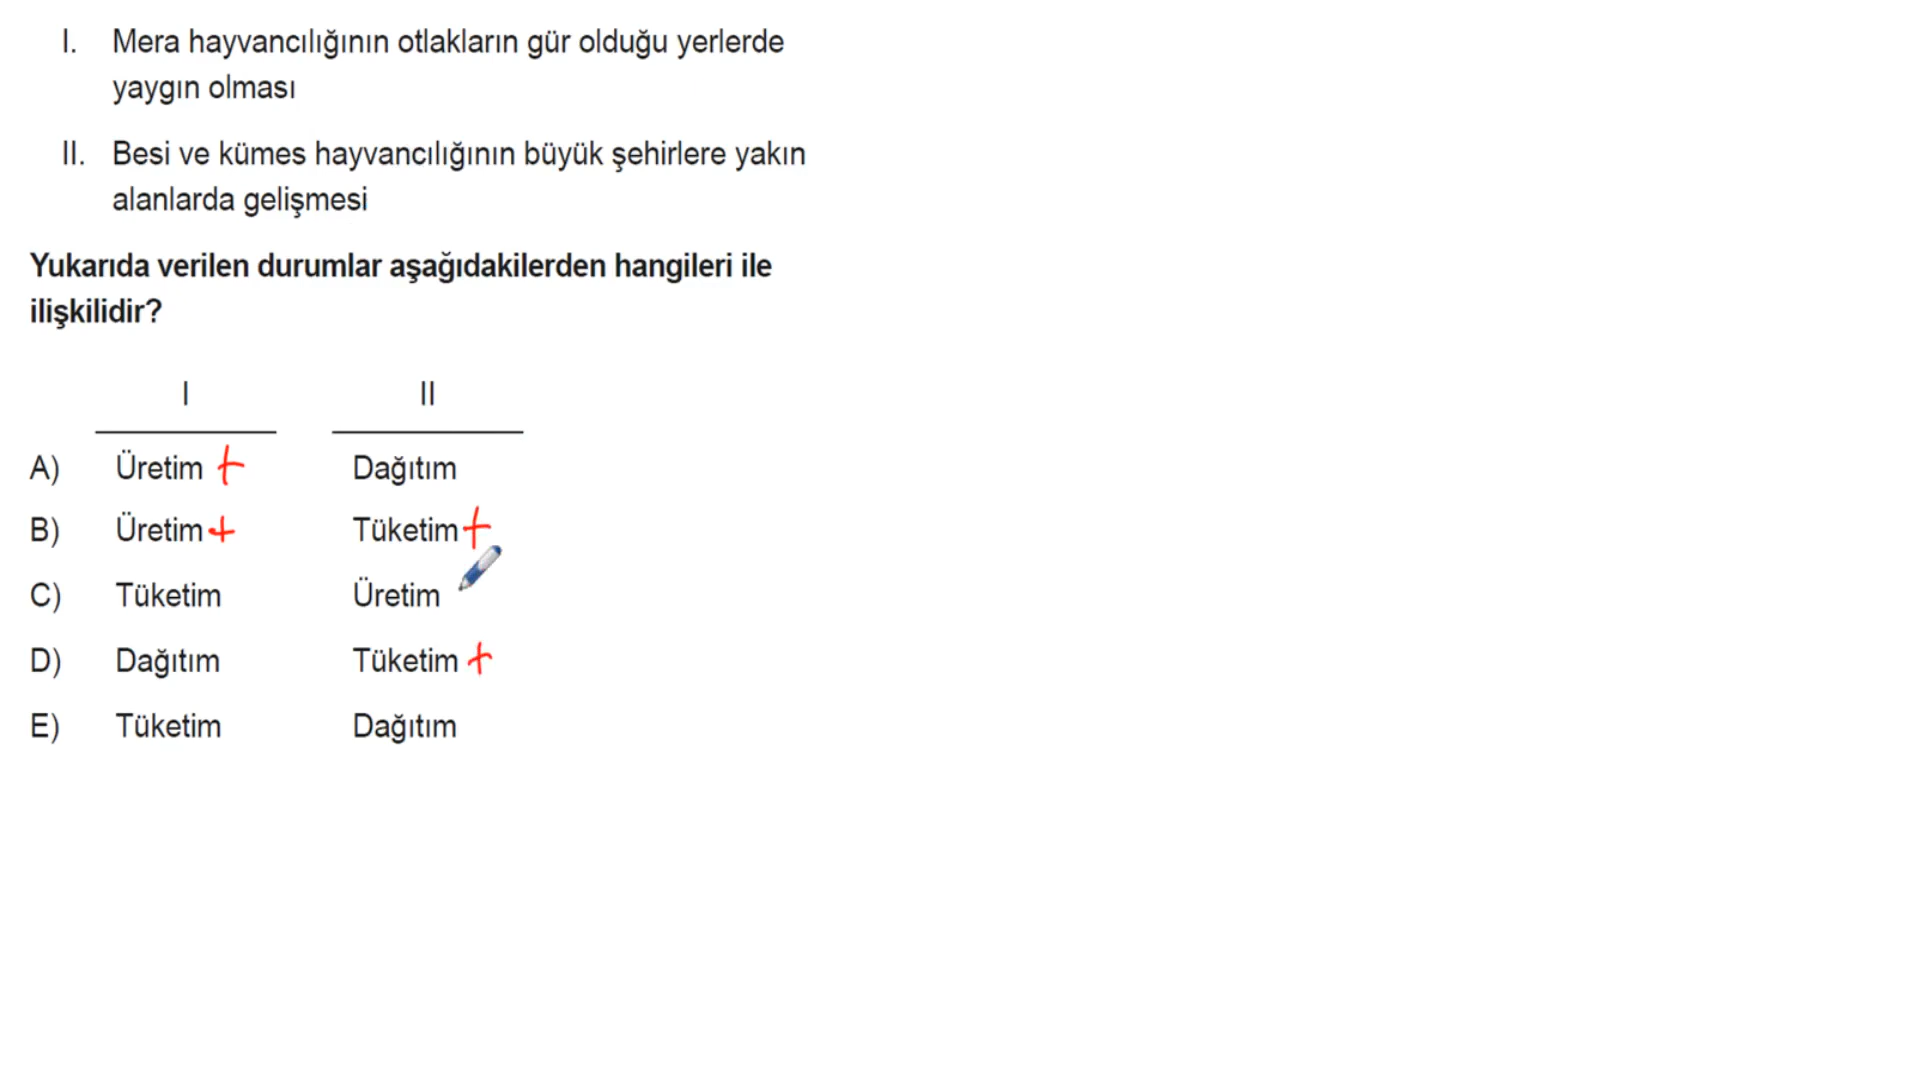 I. Mera hayvancılığının otlakların gür olduğu yerlerde
yaygın olması
II. Besi ve kümes hayvancılığının büyük şehirlere yakın
alanlarda gelişmesi
Yukarıda verilen durumlar aşağıdakilerden hangileri ile
ilişkilidir?
I II
A) Üretim + Dağıtım
B) Üretim + Tüketim +
C) Tüketim Üretim
D) Dağıtım Tüketim +
E) Tüketim Dağıtım